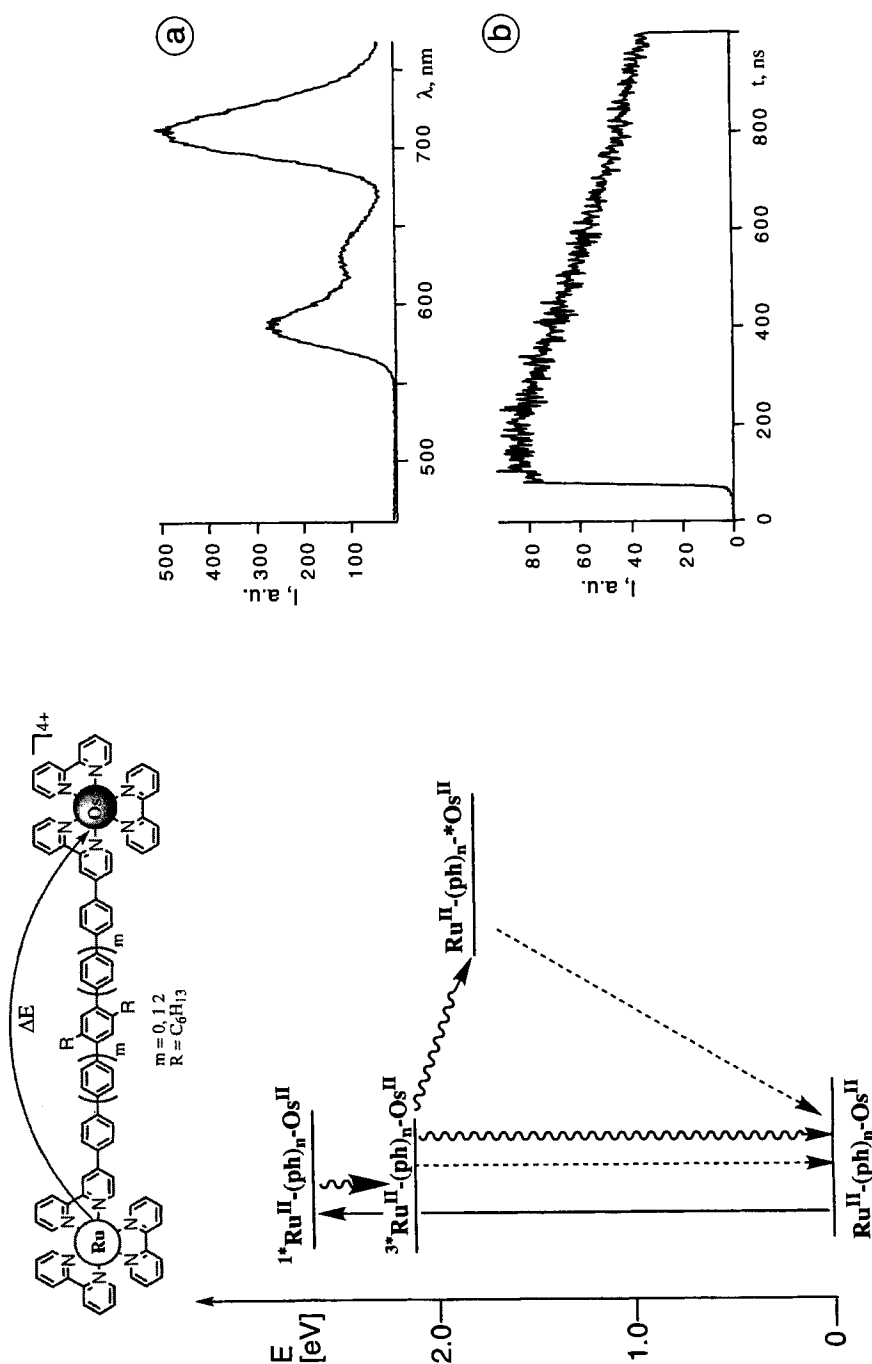 ]4+
Ru
N
N
N
N
N
N
Os
N
N
N
N
N
N
ΔE
R
R
m
m
m = 0, 1 2
R = C6H13
E
[eV]
2.0
1.0
0
1*RuII-(ph)n-OsII
3*RuII-(ph)n-OsII
RuII-(ph)n-*OsII
RuII-(ph)n-OsII
a
I, a.u.
500
400
300
200
100
500
600
700
λ, nm
b
I, a.u.
80
60
40
20
0
0
200
400
600
800
t, ns